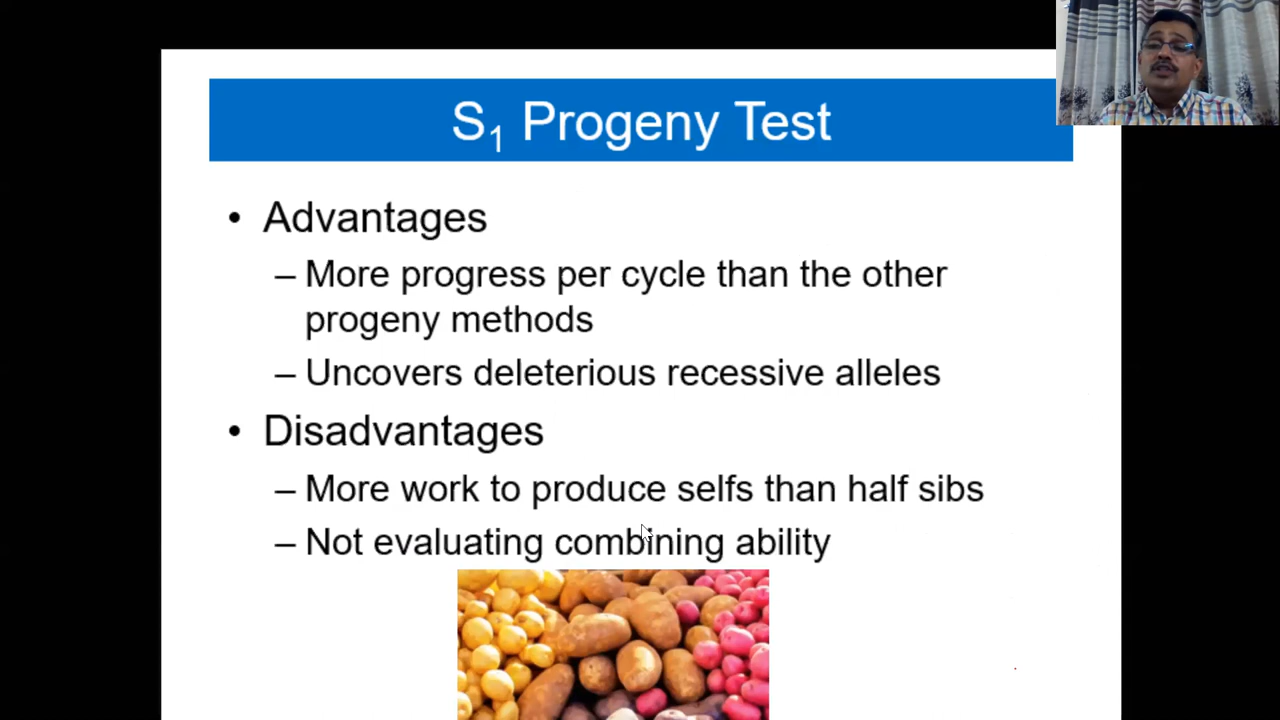 S₁ Progeny Test
• Advantages
– More progress per cycle than the other
progeny methods
– Uncovers deleterious recessive alleles
• Disadvantages
– More work to produce selfs than half sibs
– Not evaluating combining ability